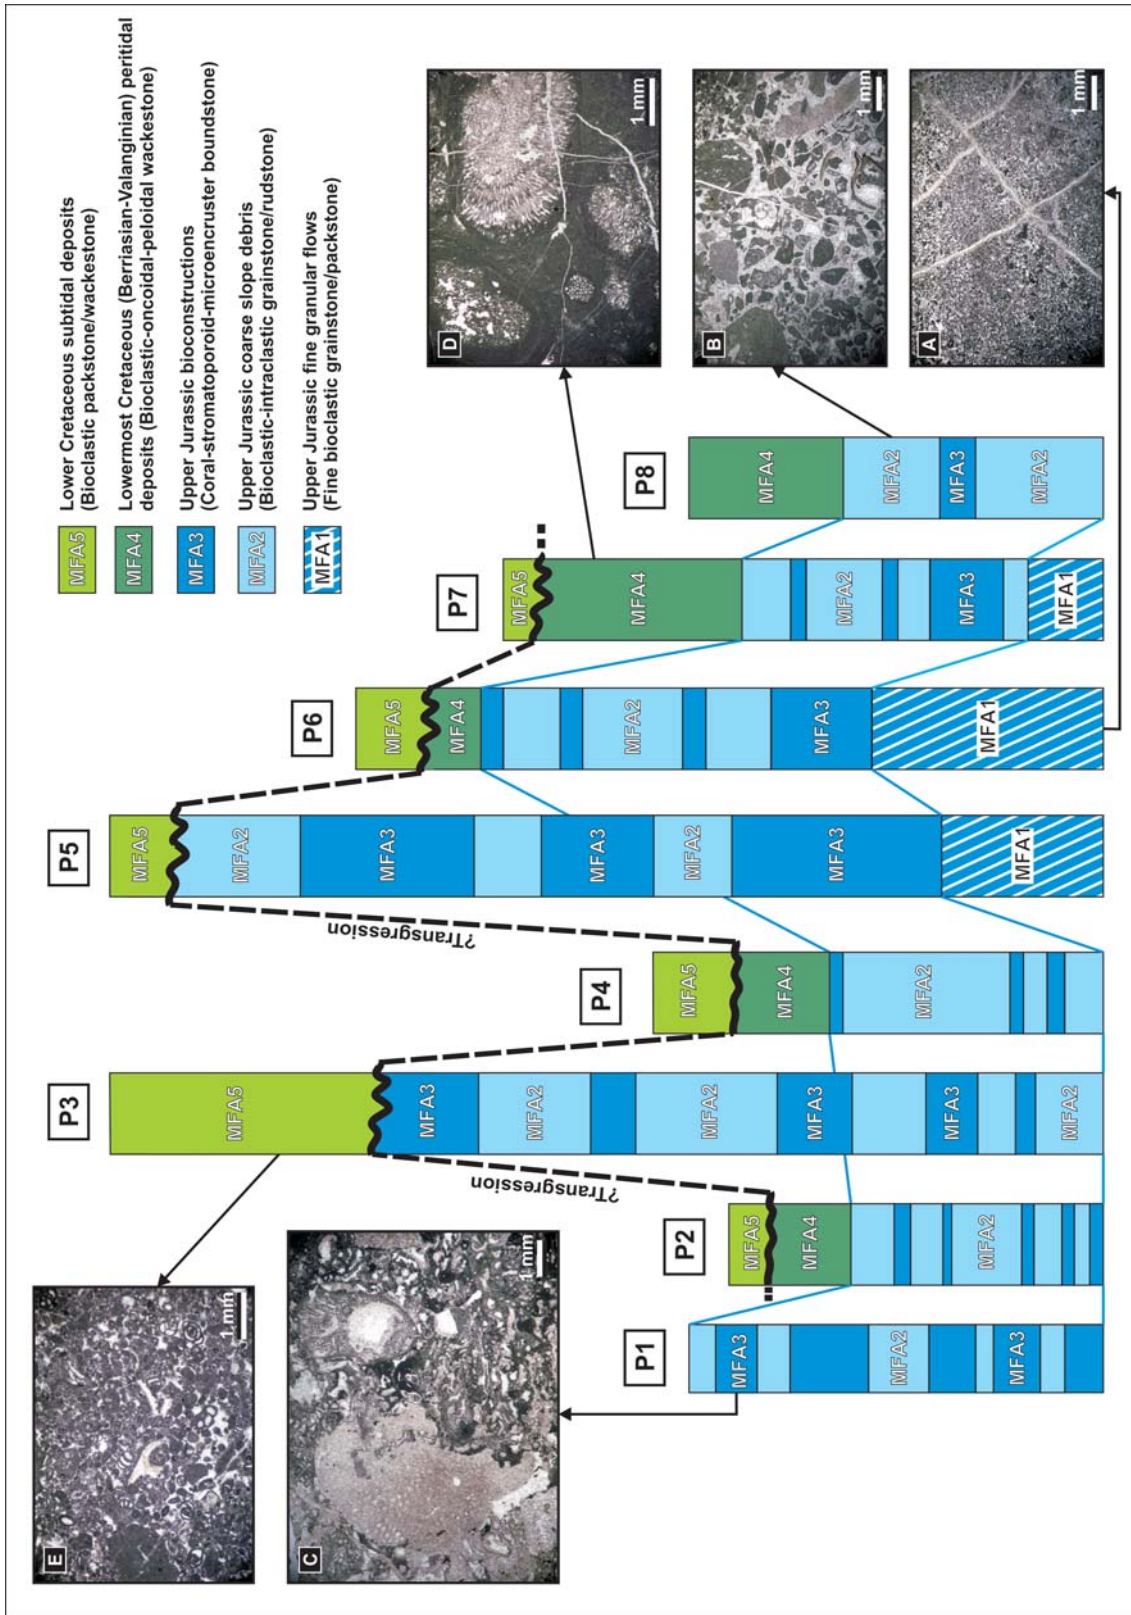 MFA5
Lower Cretaceous subtidal deposits
(Bioclastic packstone/wackestone)
MFA4
Lowermost Cretaceous (Berriasian-Valanginian) peritidal
deposits (Bioclastic-oncoidal-peloidal wackestone)
MFA3
Upper Jurassic bioconstructions
(Coral-stromatoporoid-microencruster boundstone)
MFA2
Upper Jurassic coarse slope debris
(Bioclastic-intraclastic grainstone/rudstone)
MFA1
Upper Jurassic fine granular flows
(Fine bioclastic grainstone/packstone)
E
1 mm
C
1 mm
D
1 mm
B
1 mm
A
1 mm
P1
MFA3
MFA2
MFA3
P2
MFA5
MFA4
MFA2
?Transgression
P3
MFA5
MFA3
MFA2
MFA2
MFA3
MFA3
MFA2
P4
MFA5
MFA4
MFA2
?Transgression
P5
MFA5
MFA2
MFA3
MFA3
MFA2
MFA3
MFA1
P6
MFA5
MFA4
MFA2
MFA3
MFA1
P7
MFA5
MFA4
MFA2
MFA3
MFA1
P8
MFA4
MFA2
MFA3
MFA2